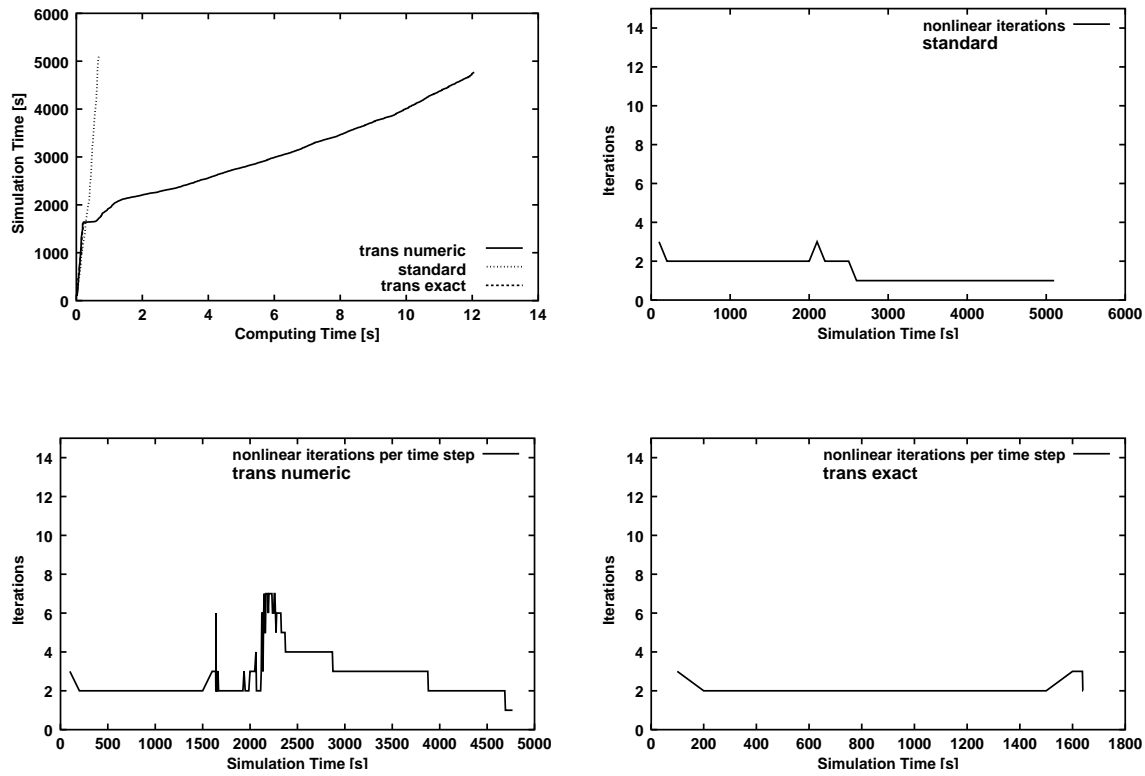 6000
5000
4000
3000
2000
1000
0
Simulation Time [s]
trans numeric
standard
trans exact
0 2 4 6 8 10 12 14
Computing Time [s]
14
12
10
8
6
4
2
0
Iterations
nonlinear iterations
standard
0 1000 2000 3000 4000 5000 6000
Simulation Time [s]
14
12
10
8
6
4
2
0
Iterations
nonlinear iterations per time step
trans numeric
0 500 1000 1500 2000 2500 3000 3500 4000 4500 5000
Simulation Time [s]
14
12
10
8
6
4
2
0
Iterations
nonlinear iterations per time step
trans exact
0 200 400 600 800 1000 1200 1400 1600 1800
Simulation Time [s]